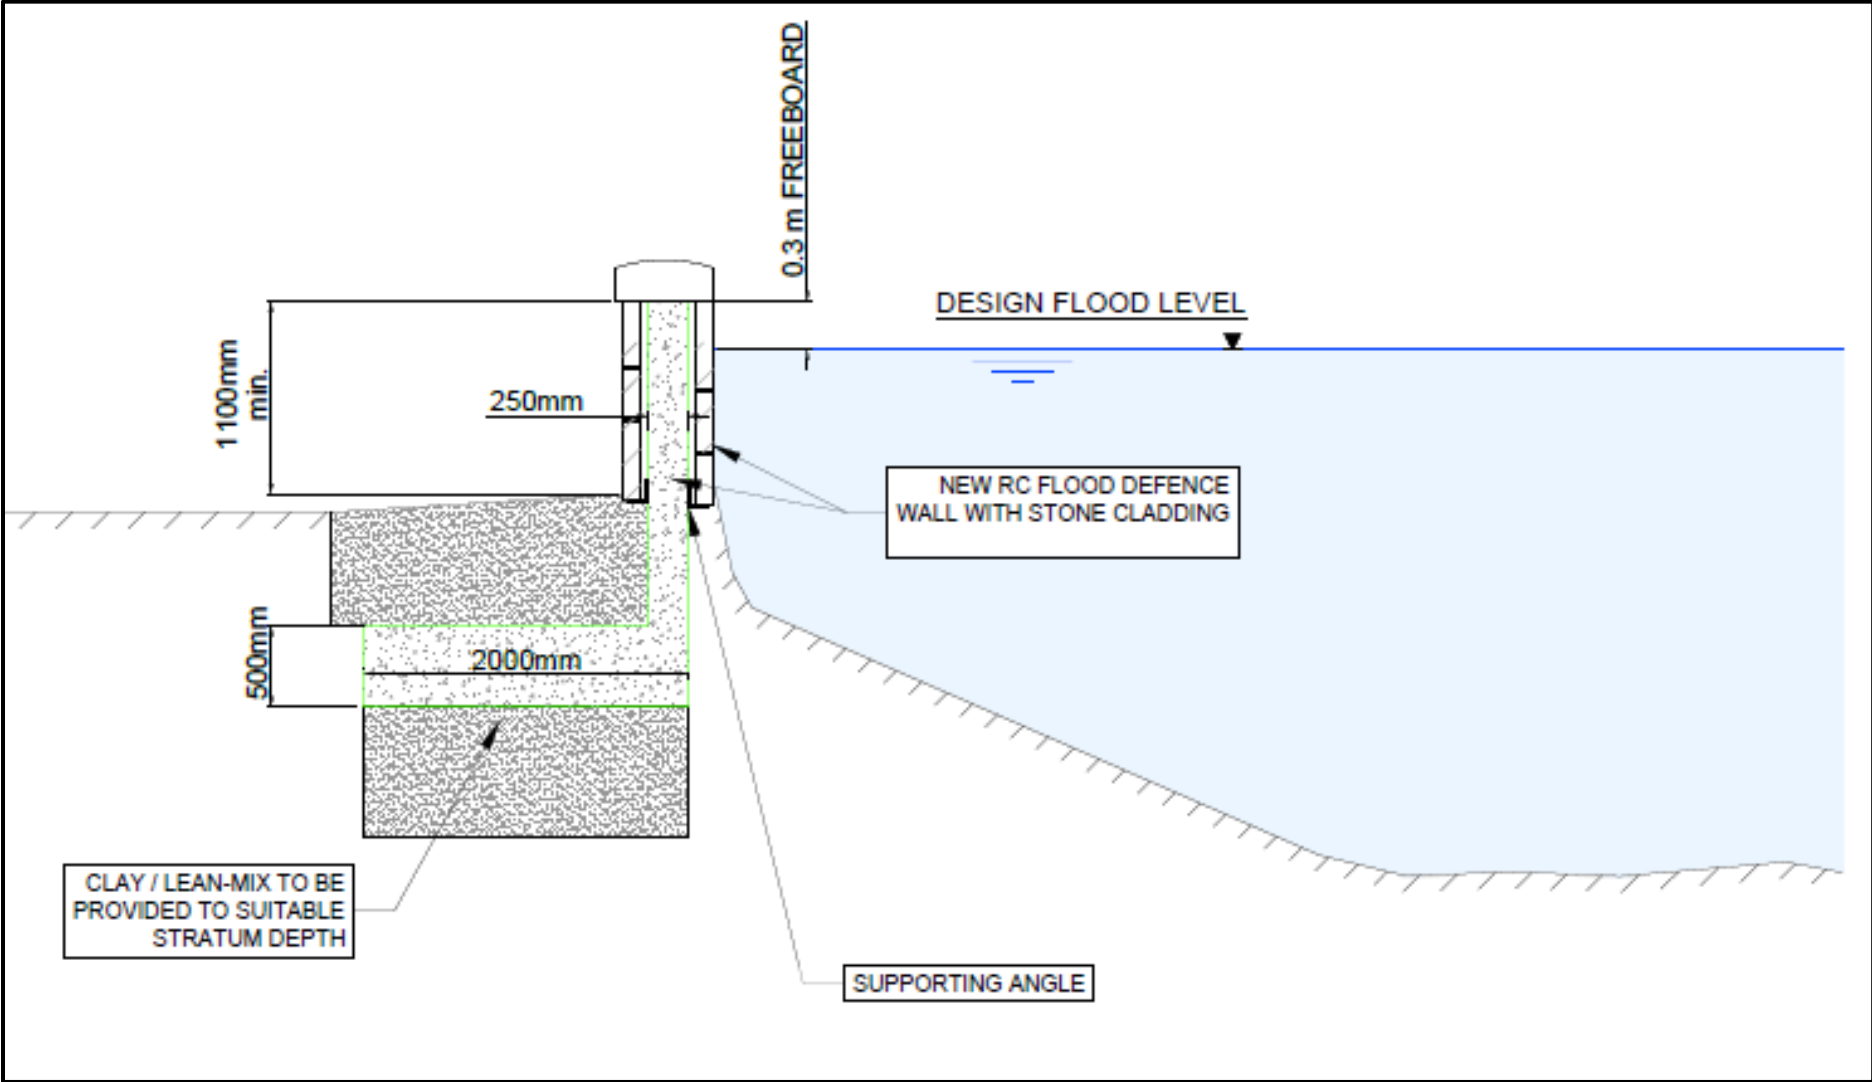 0.3 m FREEBOARD
DESIGN FLOOD LEVEL
1100mm
min.
250mm
NEW RC FLOOD DEFENCE
WALL WITH STONE CLADDING
500mm
2000mm
CLAY / LEAN-MIX TO BE
PROVIDED TO SUITABLE
STRATUM DEPTH
SUPPORTING ANGLE